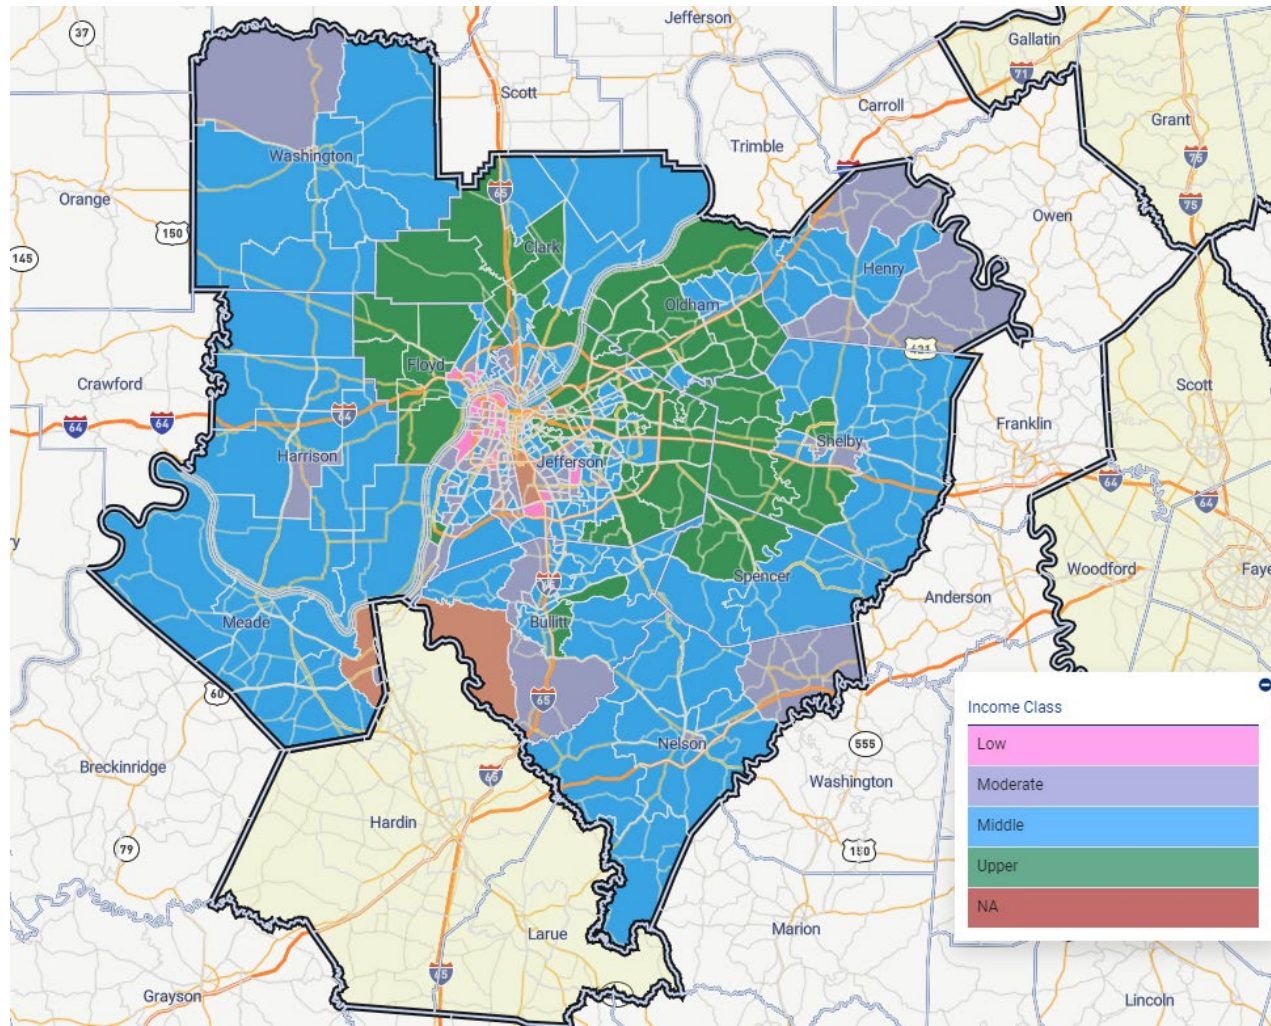 Jefferson
37
Gallatin
71
Scott
Carroll
Grant
Trimble
Washington
75
65
Orange
75
Owen
150
Clark
145
Henry
Oldham
421
Floyd
Crawford
Scott
64
64
64
Franklin
Shelby
Harrison
Jefferson
64
64
Woodford
Faye
Spencer
Anderson
Meade
Bullitt
60
65
Income Class
Nelson
Low
555
Breckinridge
65
Washington
Moderate
Hardin
Middle
79
150
Upper
NA
Larue
Marion
65
Grayson
Lincoln